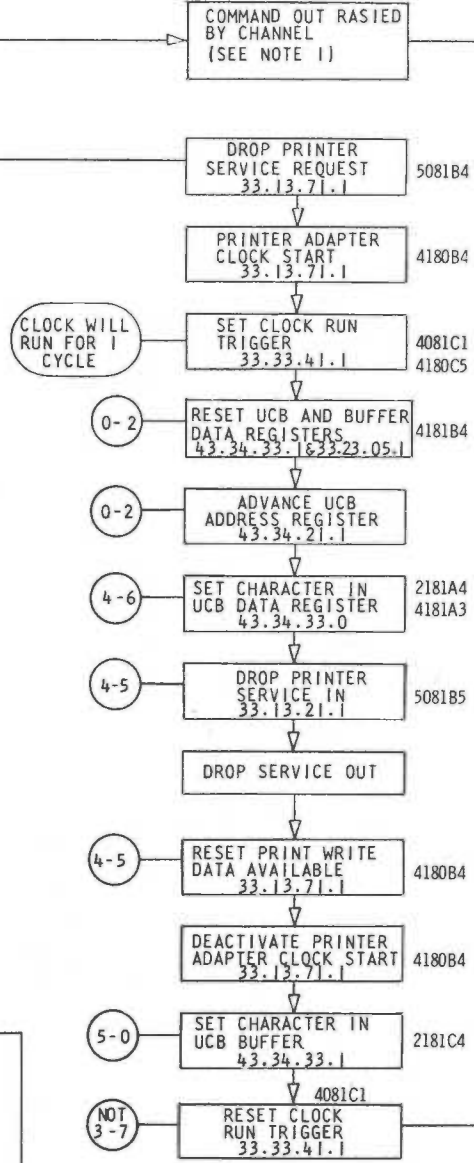 COMMAND OUT RASIED
BY CHANNEL
(SEE NOTE 1)
DROP PRINTER
SERVICE REQUEST
33.13.71.1
5081B4
PRINTER ADAPTER
CLOCK START
33.13.71.1
4180B4
CLOCK WILL
RUN FOR 1
CYCLE
SET CLOCK RUN
TRIGGER
33.33.41.1
4081C1
4180C5
0-2
RESET UCB AND BUFFER
DATA REGISTERS
43.34.33.1&33.23.05.1
4181B4
0-2
ADVANCE UCB
ADDRESS REGISTER
43.34.21.1
4-6
SET CHARACTER IN
UCB DATA REGISTER
43.34.33.0
2181A4
4181A3
4-5
DROP PRINTER
SERVICE IN
33.13.21.1
5081B5
DROP SERVICE OUT
4-5
RESET PRINT WRITE
DATA AVAILABLE
33.13.71.1
4180B4
DEACTIVATE PRINTER
ADAPTER CLOCK START
33.13.71.1
4180B4
5-0
SET CHARACTER IN
UCB BUFFER
43.34.33.1
2181C4
4081C1
NOT
3-7
RESET CLOCK
RUN TRIGGER
33.33.41.1